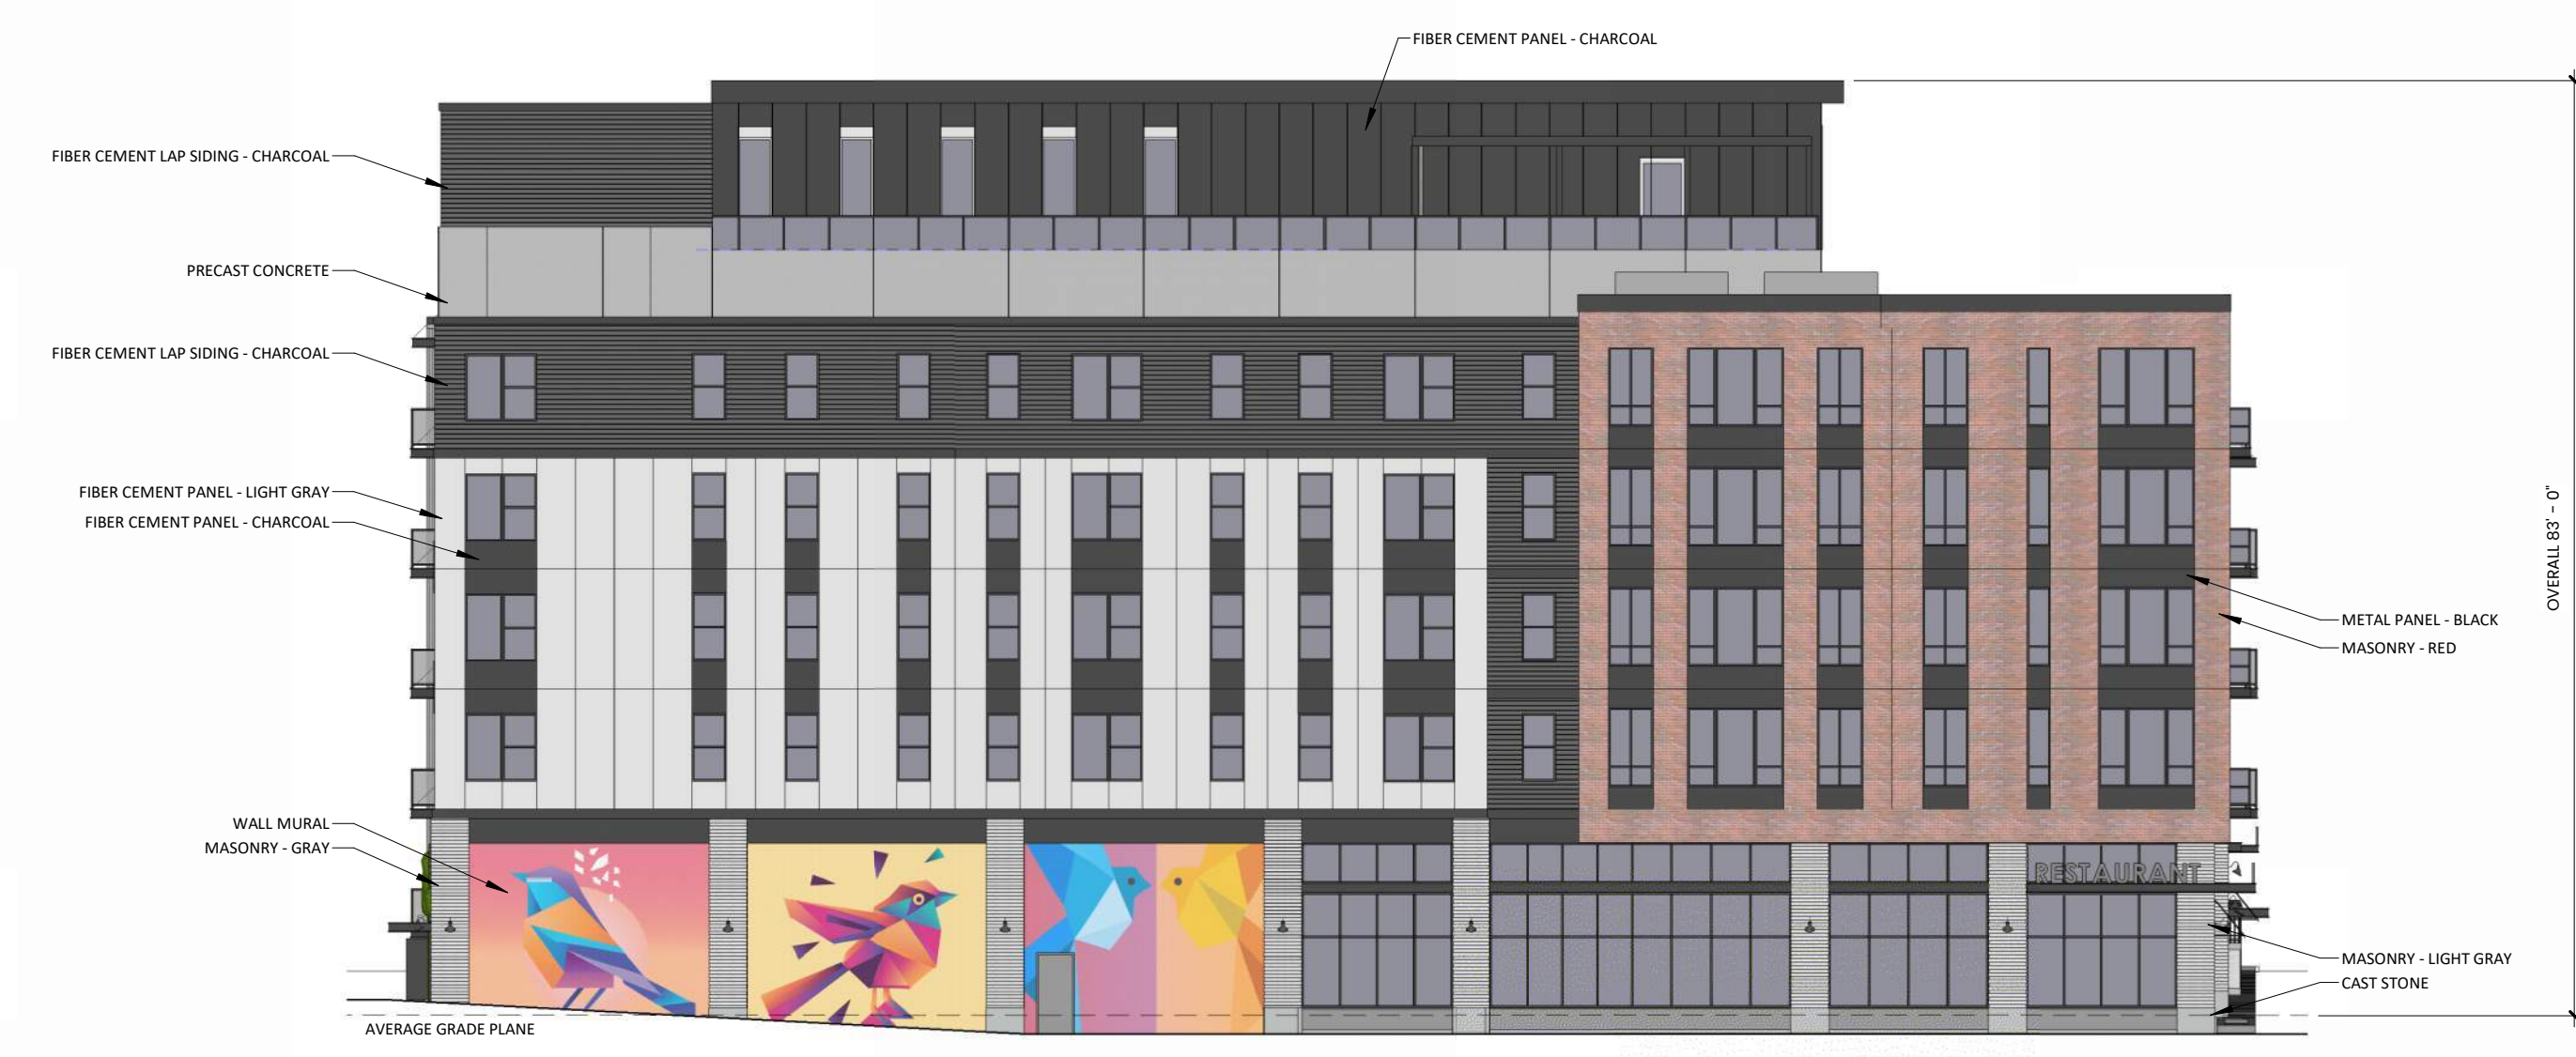 FIBER CEMENT PANEL - CHARCOAL
FIBER CEMENT LAP SIDING - CHARCOAL
PRECAST CONCRETE
FIBER CEMENT LAP SIDING - CHARCOAL
FIBER CEMENT PANEL - LIGHT GRAY
FIBER CEMENT PANEL - CHARCOAL
OVERALL 83' - 0"
METAL PANEL - BLACK
MASONRY - RED
WALL MURAL
MASONRY - GRAY
RESTAURANT
MASONRY - LIGHT GRAY
CAST STONE
AVERAGE GRADE PLANE